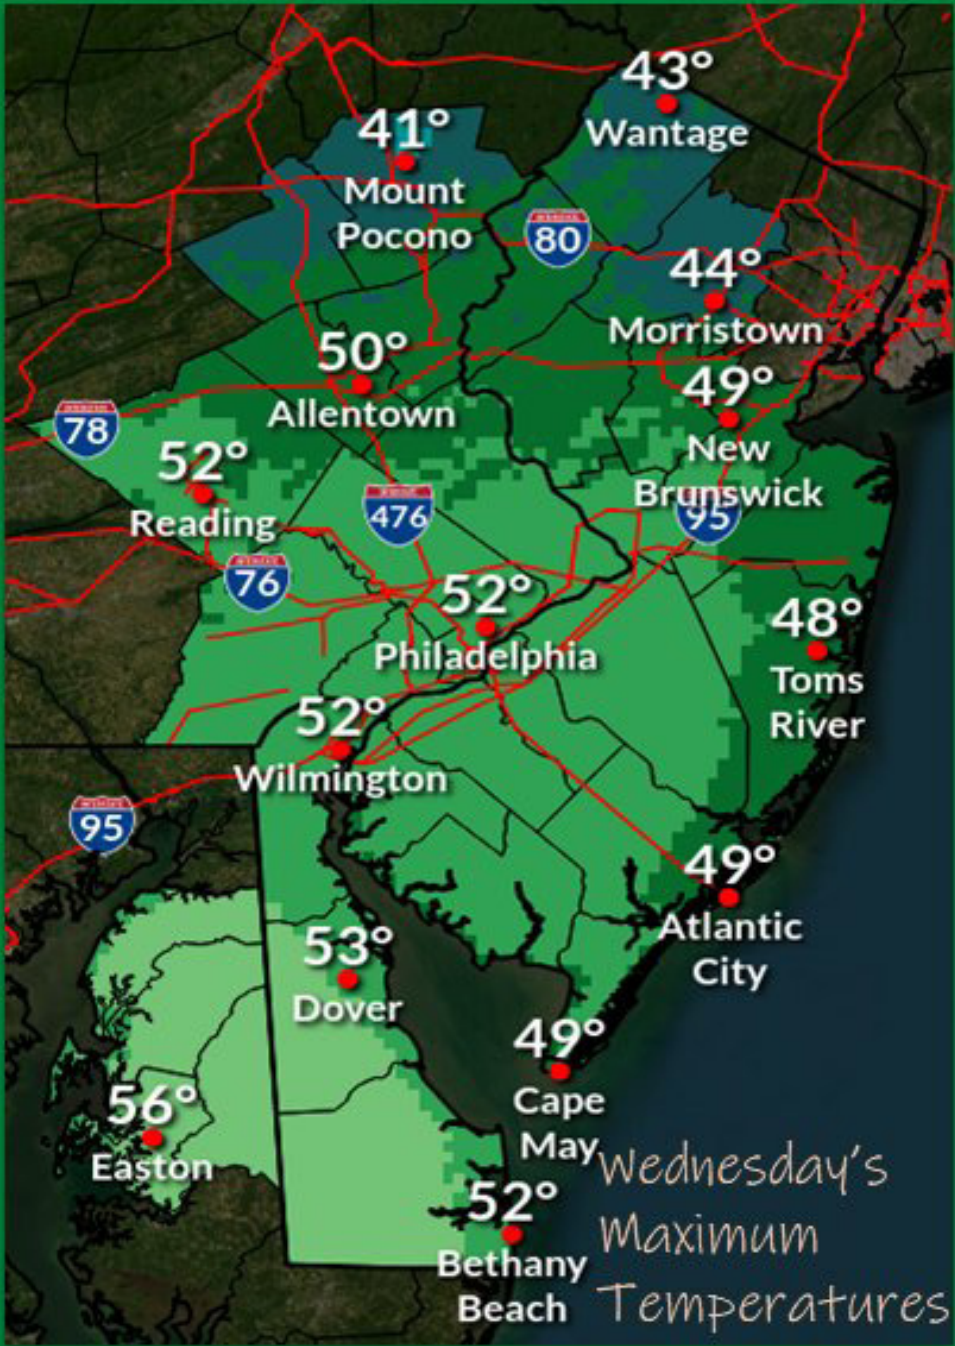 43°
Wantage
41°
Mount
Pocono
80
44°
Morristown
50°
Allentown
49°
New
Brunswick
78
52°
Reading
476
95
76
52°
Philadelphia
48°
Toms
River
52°
Wilmington
95
49°
Atlantic
City
53°
Dover
49°
Cape
May
56°
Easton
52°
Bethany
Beach
Wednesday's
Maximum
Temperatures